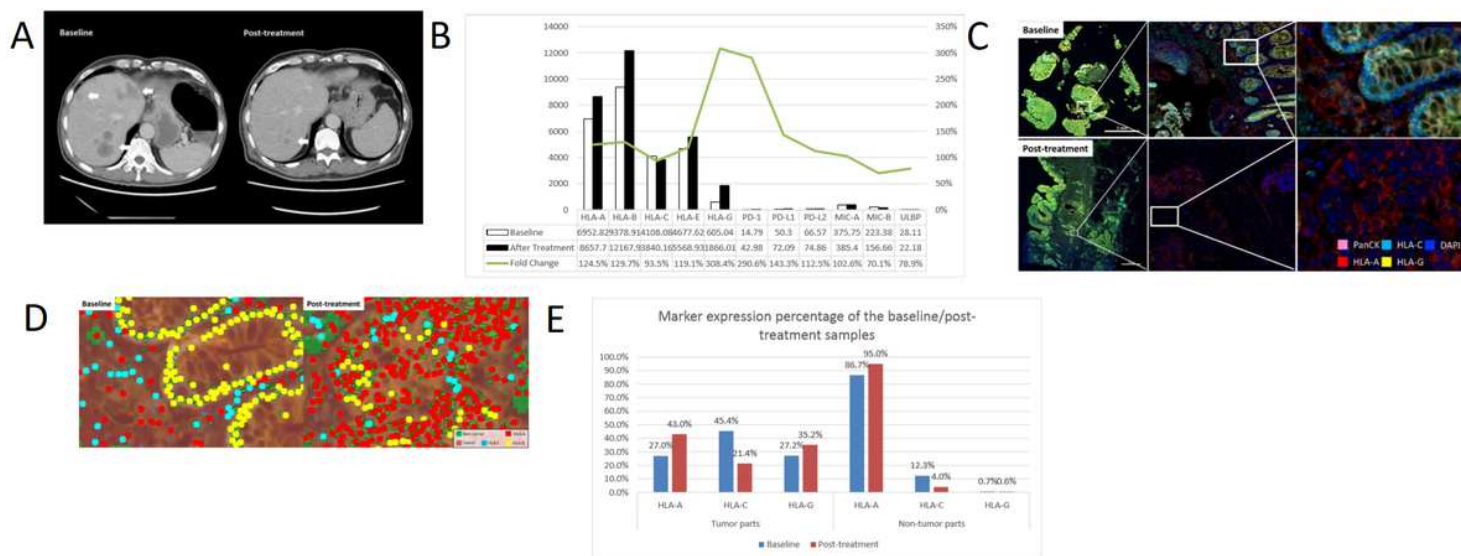 A
Baseline
Post-treatment
B
14000
12000
10000
8000
6000
4000
2000
0
350%
300%
250%
200%
150%
100%
50%
0%
HLA-A HLA-B HLA-C HLA-E HLA-G PD-1 PD-L1 PD-L2 MIC-A MIC-B ULBP
Baseline 6952.82 9378.91 4108.08 4677.62 605.04 14.79 50.3 66.57 375.75 223.38 28.11
After Treatment 8657.7 12167.9 3840.16 5568.93 1866.01 42.98 72.09 74.86 385.4 156.66 22.18
Fold Change 124.5% 129.7% 93.5% 119.1% 308.4% 290.6% 143.3% 112.5% 102.6% 70.1% 78.9%
C
Baseline
Post-treatment
PanCK HLA-C DAPI
HLA-A HLA-G
D
Baseline
Post-treatment
E
Marker expression percentage of the baseline/post-
treatment samples
100.0%
90.0%
80.0%
70.0%
60.0%
50.0%
40.0%
30.0%
20.0%
10.0%
0.0%
27.0% 43.0% 45.4% 21.4% 27.2% 35.2% 86.7% 95.0% 12.3% 4.0% 0.7% 0.6%
HLA-A HLA-C HLA-G HLA-A HLA-C HLA-G
Tumor parts Non-tumor parts
Baseline Post-treatment